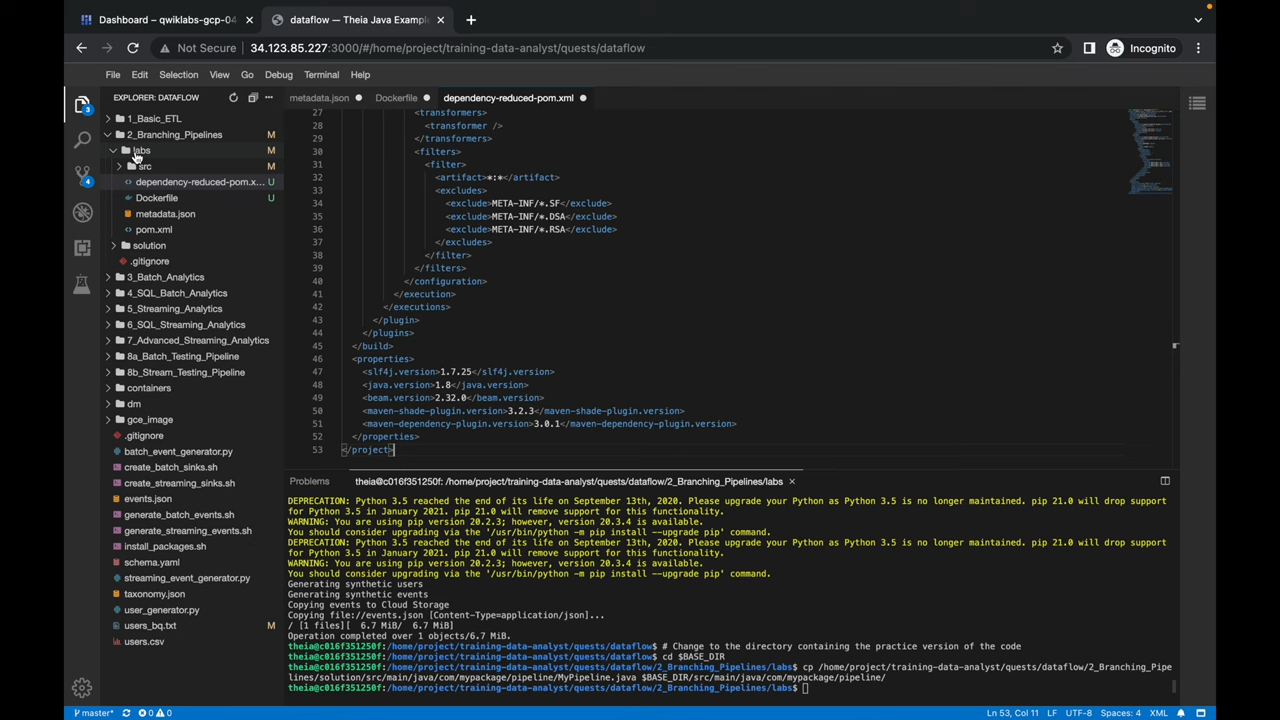 Dashboard – qwiklabs-gcp-04
dataflow — Theia Java Example
Not Secure
34.123.85.227:3000/#/home/project/training-data-analyst/quests/dataflow
Incognito
File Edit Selection View Go Debug Terminal Help
EXPLORER: DATAFLOW
metadata.json
Dockerfile
dependency-reduced-pom.xml
1_Basic_ETL
2_Branching_Pipelines M
labs M
src M
dependency-reduced-pom.x... U
Dockerfile U
metadata.json
pom.xml
solution
.gitignore
3_Batch_Analytics
4_SQL_Batch_Analytics
5_Streaming_Analytics
6_SQL_Streaming_Analytics
7_Advanced_Streaming_Analytics
8a_Batch_Testing_Pipeline
8b_Stream_Testing_Pipeline
containers
dm
gce_image
.gitignore
batch_event_generator.py
create_batch_sinks.sh
create_streaming_sinks.sh
events.json
generate_batch_events.sh
generate_streaming_events.sh
install_packages.sh
schema.yaml
streaming_event_generator.py
taxonomy.json
user_generator.py
users_bq.txt M
users.csv
3
4
27 <transformers>
28 <transformer />
29 </transformers>
30 <filters>
31 <filter>
32 <artifact>*:*</artifact>
33 <excludes>
34 <exclude>META-INF/*.SF</exclude>
35 <exclude>META-INF/*.DSA</exclude>
36 <exclude>META-INF/*.RSA</exclude>
37 </excludes>
38 </filter>
39 </filters>
40 </configuration>
41 </execution>
42 </executions>
43 </plugin>
44 </plugins>
45 </build>
46 <properties>
47 <slf4j.version>1.7.25</slf4j.version>
48 <java.version>1.8</java.version>
49 <beam.version>2.32.0</beam.version>
50 <maven-shade-plugin.version>3.2.3</maven-shade-plugin.version>
51 <maven-dependency-plugin.version>3.0.1</maven-dependency-plugin.version>
52 </properties>
53 </project>
Problems
theia@c016f351250f: /home/project/training-data-analyst/quests/dataflow/2_Branching_Pipelines/labs
DEPRECATION: Python 3.5 reached the end of its life on September 13th, 2020. Please upgrade your Python as Python 3.5 is no longer maintained. pip 21.0 will drop support
for Python 3.5 in January 2021. pip 21.0 will remove support for this functionality.
WARNING: You are using pip version 20.2.3; however, version 20.3.4 is available.
You should consider upgrading via the '/usr/bin/python -m pip install --upgrade pip' command.
DEPRECATION: Python 3.5 reached the end of its life on September 13th, 2020. Please upgrade your Python as Python 3.5 is no longer maintained. pip 21.0 will drop support
for Python 3.5 in January 2021. pip 21.0 will remove support for this functionality.
WARNING: You are using pip version 20.2.3; however, version 20.3.4 is available.
You should consider upgrading via the '/usr/bin/python -m pip install --upgrade pip' command.
Generating synthetic users
Generating synthetic events
Copying events to Cloud Storage
Copying file://events.json [Content-Type=application/json]...
/ [1 files][ 6.7 MiB/ 6.7 MiB]
Operation completed over 1 objects/6.7 MiB.
theia@c016f351250f:/home/project/training-data-analyst/quests/dataflow$ # Change to the directory containing the practice version of the code
theia@c016f351250f:/home/project/training-data-analyst/quests/dataflow$ cd $BASE_DIR
theia@c016f351250f:/home/project/training-data-analyst/quests/dataflow/2_Branching_Pipelines/labs$ cp /home/project/training-data-analyst/quests/dataflow/2_Branching_Pipe
lines/solution/src/main/java/com/mypackage/pipeline/MyPipeline.java $BASE_DIR/src/main/java/com/mypackage/pipeline/
theia@c016f351250f:/home/project/training-data-analyst/quests/dataflow/2_Branching_Pipelines/labs$
master* 0 0 Ln 53, Col 11 LF UTF-8 Spaces: 4 XML